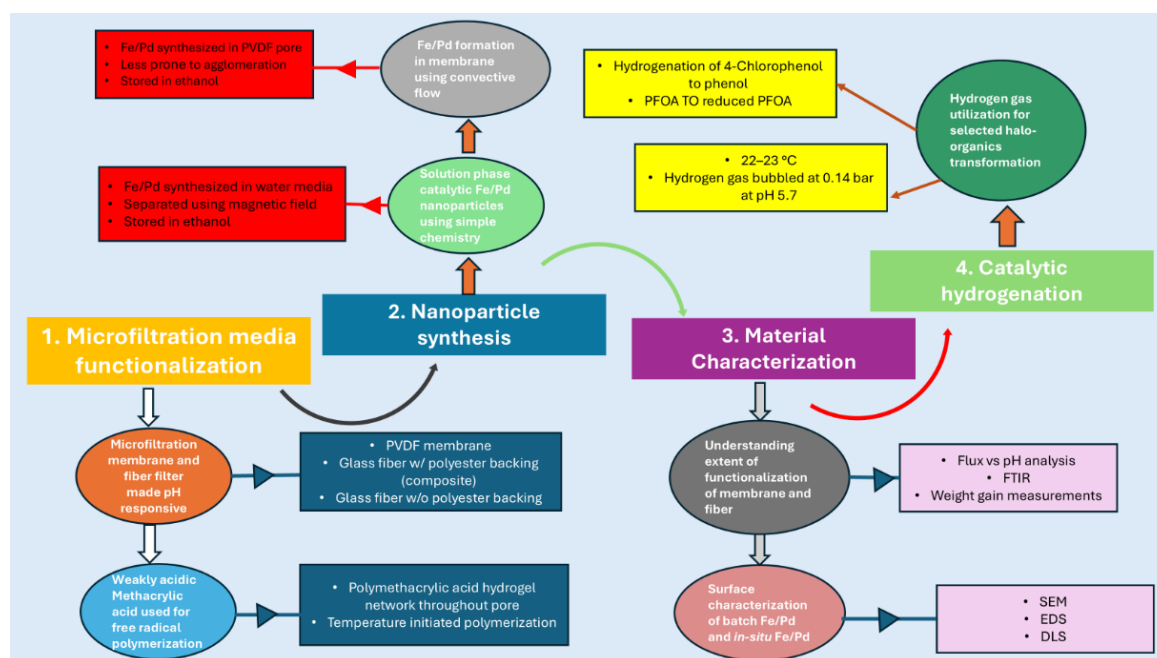 • Fe/Pd synthesized in PVDF pore
• Less prone to agglomeration
• Stored in ethanol
Fe/Pd formation
in membrane
using convective
flow
• Fe/Pd synthesized in water media
• Separated using magnetic field
• Stored in ethanol
Solution phase
catalytic Fe/Pd
nanoparticles
using simple
chemistry
• Hydrogenation of 4-Chlorophenol
to phenol
• PFOA TO reduced PFOA
• 22–23 °C
• Hydrogen gas bubbled at 0.14 bar
at pH 5.7
Hydrogen gas
utilization for
selected halo-
organics
transformation
1. Microfiltration media
functionalization
2. Nanoparticle
synthesis
3. Material
Characterization
4. Catalytic
hydrogenation
Microfiltration
membrane and
fiber filter
made pH
responsive
• PVDF membrane
• Glass fiber w/ polyester backing
(composite)
• Glass fiber w/o polyester backing
Weakly acidic
Methacrylic
acid used for
free radical
polymerization
• Polymethacrylic acid hydrogel
network throughout pore
• Temperature initiated polymerization
Understanding
extent of
functionalization
of membrane and
fiber
• Flux vs pH analysis
• FTIR
• Weight gain measurements
Surface
characterization
of batch Fe/Pd
and in-situ Fe/Pd
• SEM
• EDS
• DLS